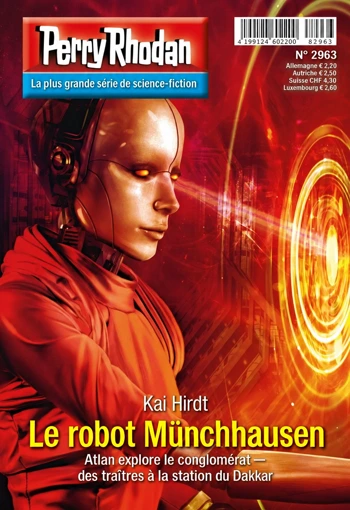 Perry Rhodan
La plus grande série de science-fiction
4 199124 602200
82963
N° 2963
Allemagne € 2,20
Autriche € 2,50
Suisse CHF 4,30
Luxembourg € 2,60
Kai Hirdt
Le robot Münchhausen
Atlan explore le conglomérat —
des traîtres à la station du Dakkar